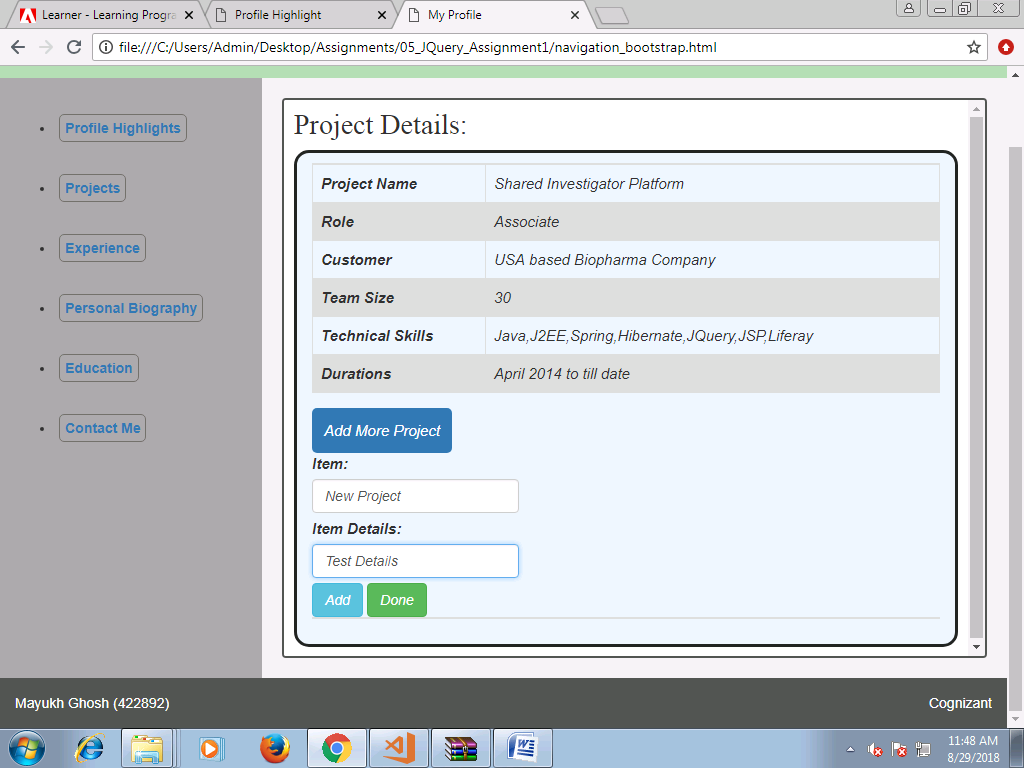 Learner - Learning Progra
Profile Highlight
My Profile
file:///C:/Users/Admin/Desktop/Assignments/05_JQuery_Assignment1/navigation_bootstrap.html
Profile Highlights
Projects
Experience
Personal Biography
Education
Contact Me
Project Details:
Project Name Shared Investigator Platform
Role Associate
Customer USA based Biopharma Company
Team Size 30
Technical Skills Java,J2EE,Spring,Hibernate,JQuery,JSP,Liferay
Durations April 2014 to till date
Add More Project
Item:
New Project
Item Details:
Test Details
Add Done
Mayukh Ghosh (422892) Cognizant
11:48 AM
8/29/2018